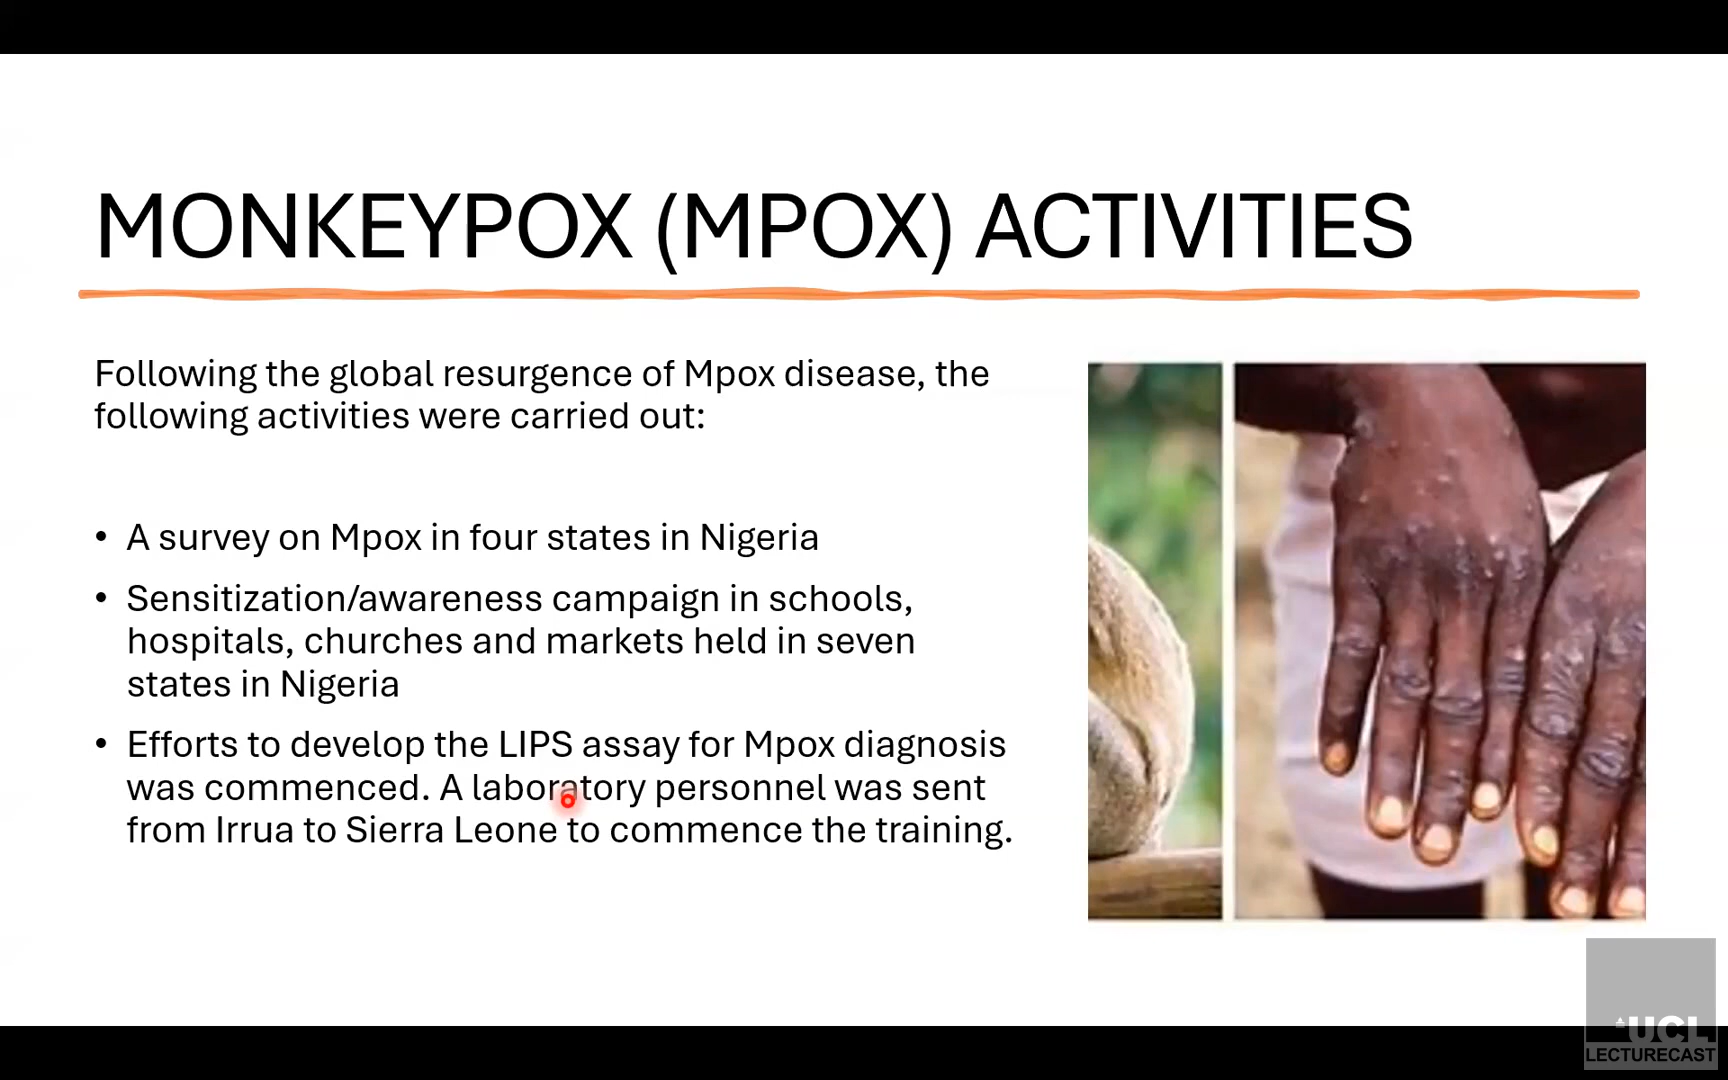 MONKEYPOX (MPOX) ACTIVITIES
Following the global resurgence of Mpox disease, the
following activities were carried out:
• A survey on Mpox in four states in Nigeria
• Sensitization/awareness campaign in schools,
hospitals, churches and markets held in seven
states in Nigeria
• Efforts to develop the LIPS assay for Mpox diagnosis
was commenced. A laboratory personnel was sent
from Irrua to Sierra Leone to commence the training.
UCL
LECTURECAST